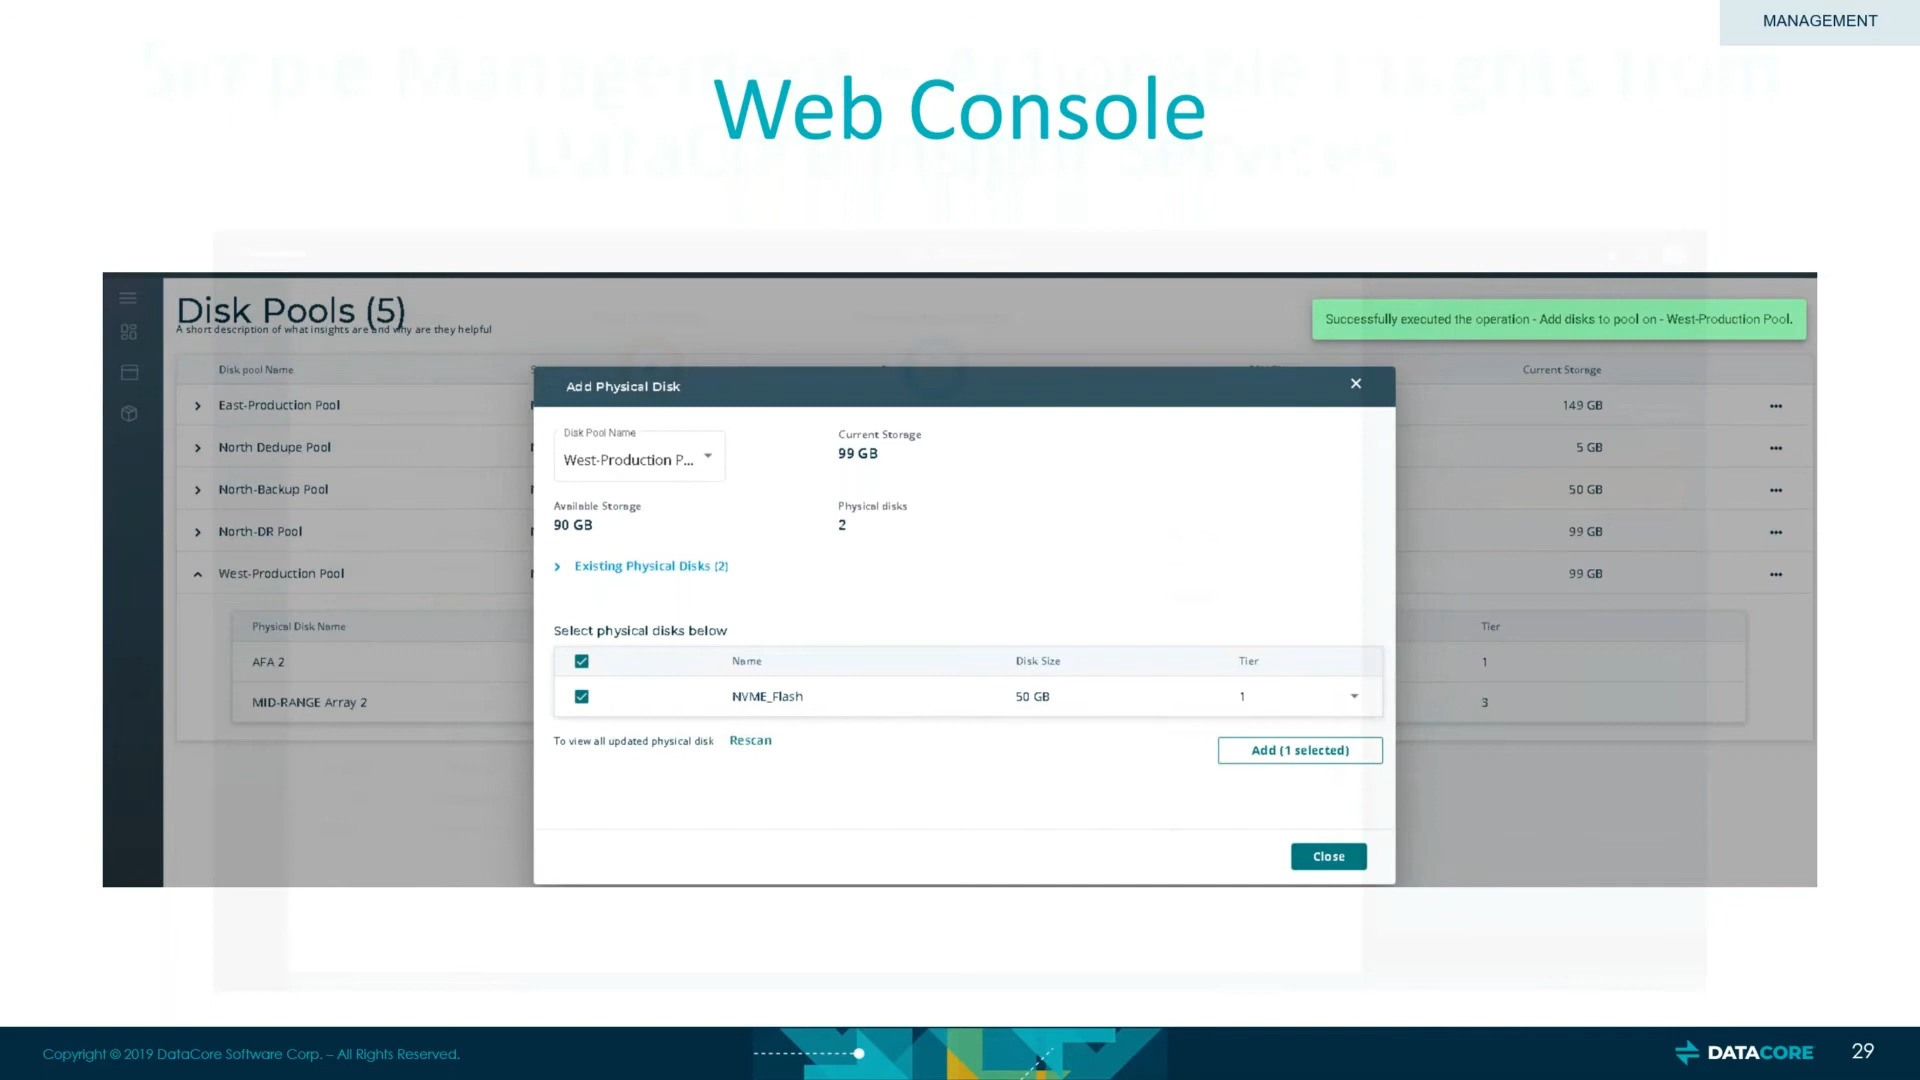 MANAGEMENT
Web Console
Disk Pools (5)
A short description of what insights are and why are they helpful
Successfully executed the operation - Add disks to pool on - West-Production Pool.
Disk pool Name
Current Storage
East-Production Pool
149 GB
North Dedupe Pool
5 GB
North-Backup Pool
50 GB
North-DR Pool
99 GB
West-Production Pool
99 GB
Physical Disk Name
Tier
AFA 2
1
MID-RANGE Array 2
3
Add Physical Disk
Disk Pool Name
West-Production P...
Current Storage
99 GB
Available Storage
90 GB
Physical disks
2
Existing Physical Disks (2)
Select physical disks below
Name Disk Size Tier
NVME_Flash 50 GB 1
To view all updated physical disk Rescan
Add (1 selected)
Close
Copyright © 2019 DataCore Software Corp. – All Rights Reserved.
DATACORE
29